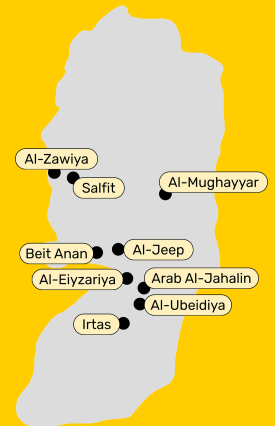 Al-Zawiya
Salfit
Al-Mughayyar
Beit Anan
Al-Jeep
Al-Eiyzariya
Arab Al-Jahalin
Al-Ubeidiya
Irtas